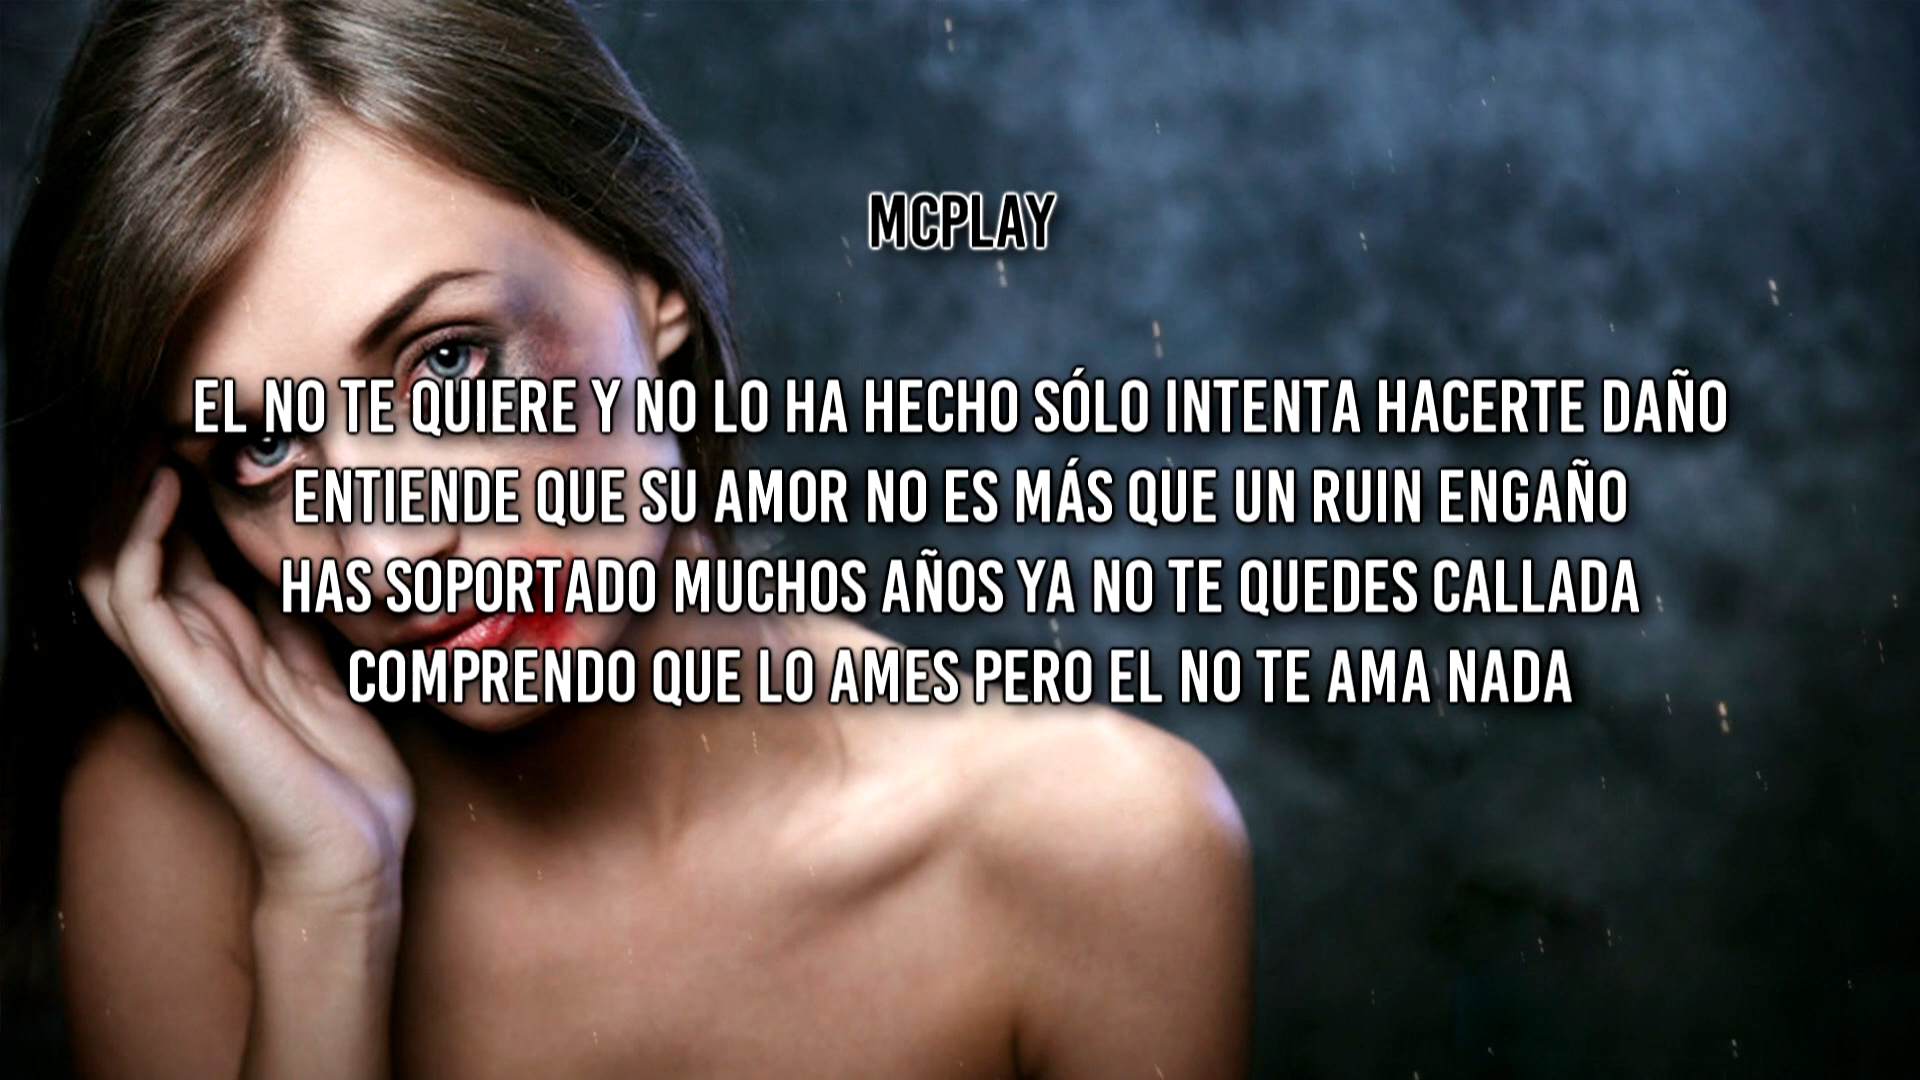 MCPLAY
EL NO TE QUIERE Y NO LO HA HECHO SÓLO INTENTA HACERTE DAÑO
ENTIENDE QUE SU AMOR NO ES MÁS QUE UN RUIN ENGAÑO
HAS SOPORTADO MUCHOS AÑOS YA NO TE QUEDES CALLADA
COMPRENDO QUE LO AMES PERO EL NO TE AMA NADA